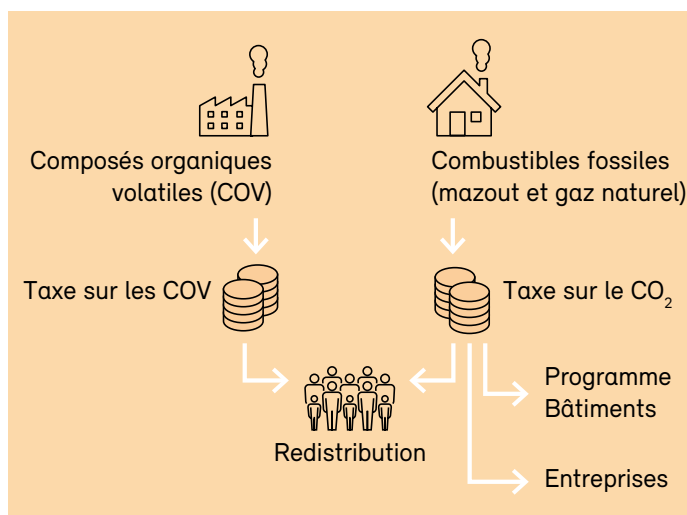 Composés organiques
volatiles (COV)
Combustibles fossiles
(mazout et gaz naturel)
Taxe sur les COV
Taxe sur le CO₂
Redistribution
Programme
Bâtiments
Entreprises